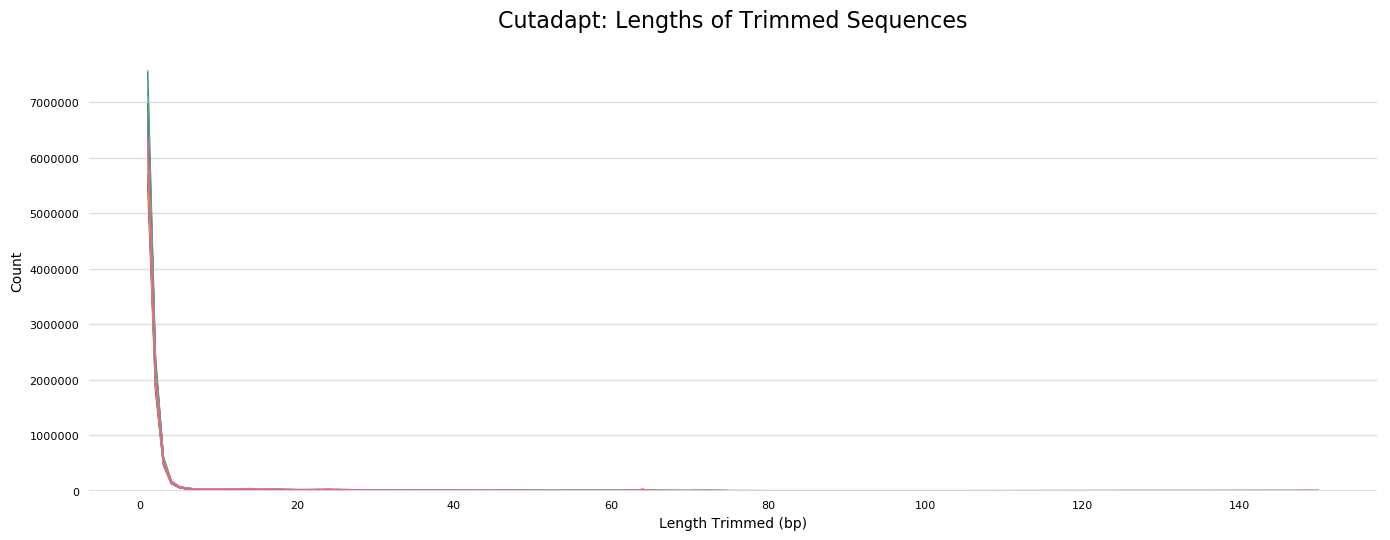 Cutadapt: Lengths of Trimmed Sequences
7000000
6000000
5000000
4000000
3000000
2000000
1000000
0
Count
0 20 40 60 80 100 120 140
Length Trimmed (bp)